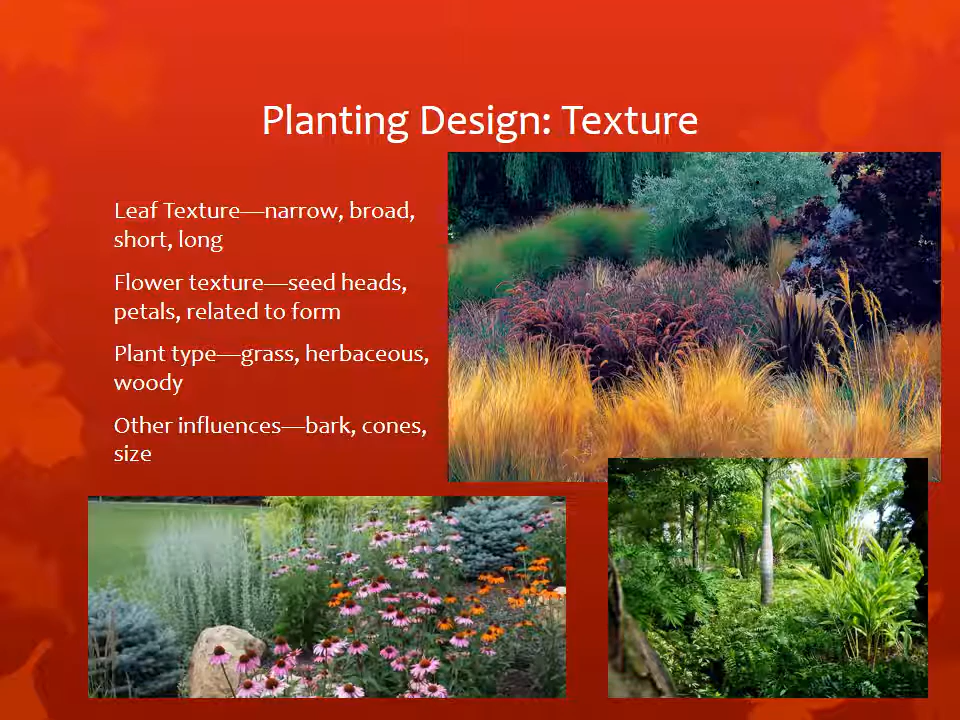 Planting Design: Texture
Leaf Texture—narrow, broad,
short, long
Flower texture—seed heads,
petals, related to form
Plant type—grass, herbaceous,
woody
Other influences—bark, cones,
size